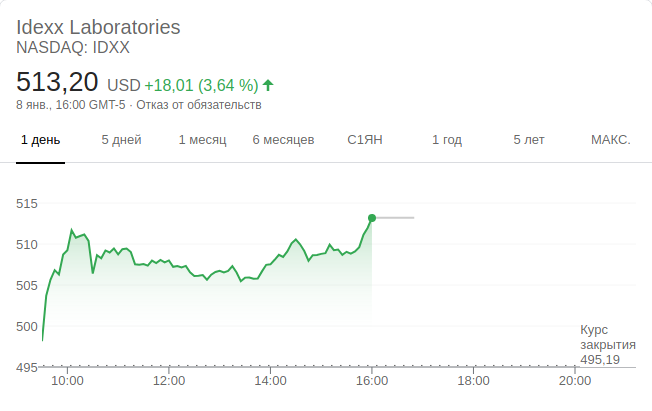 Idexx Laboratories
NASDAQ: IDXX
513,20 USD +18,01 (3,64 %)
8 янв., 16:00 GMT-5 · Отказ от обязательств
1 день 5 дней 1 месяц 6 месяцев С1ЯН 1 год 5 лет МАКС.
515
510
505
500
495
Курс
закрытия
495,19
10:00 12:00 14:00 16:00 18:00 20:00